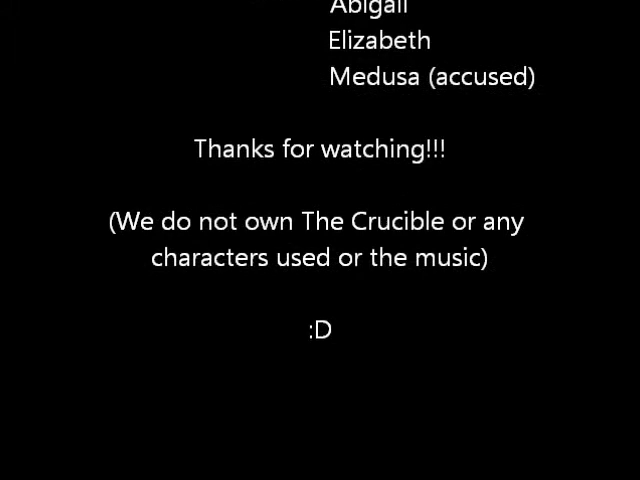 Abigail
Elizabeth
Medusa (accused)
Thanks for watching!!!
(We do not own The Crucible or any
characters used or the music)
:D